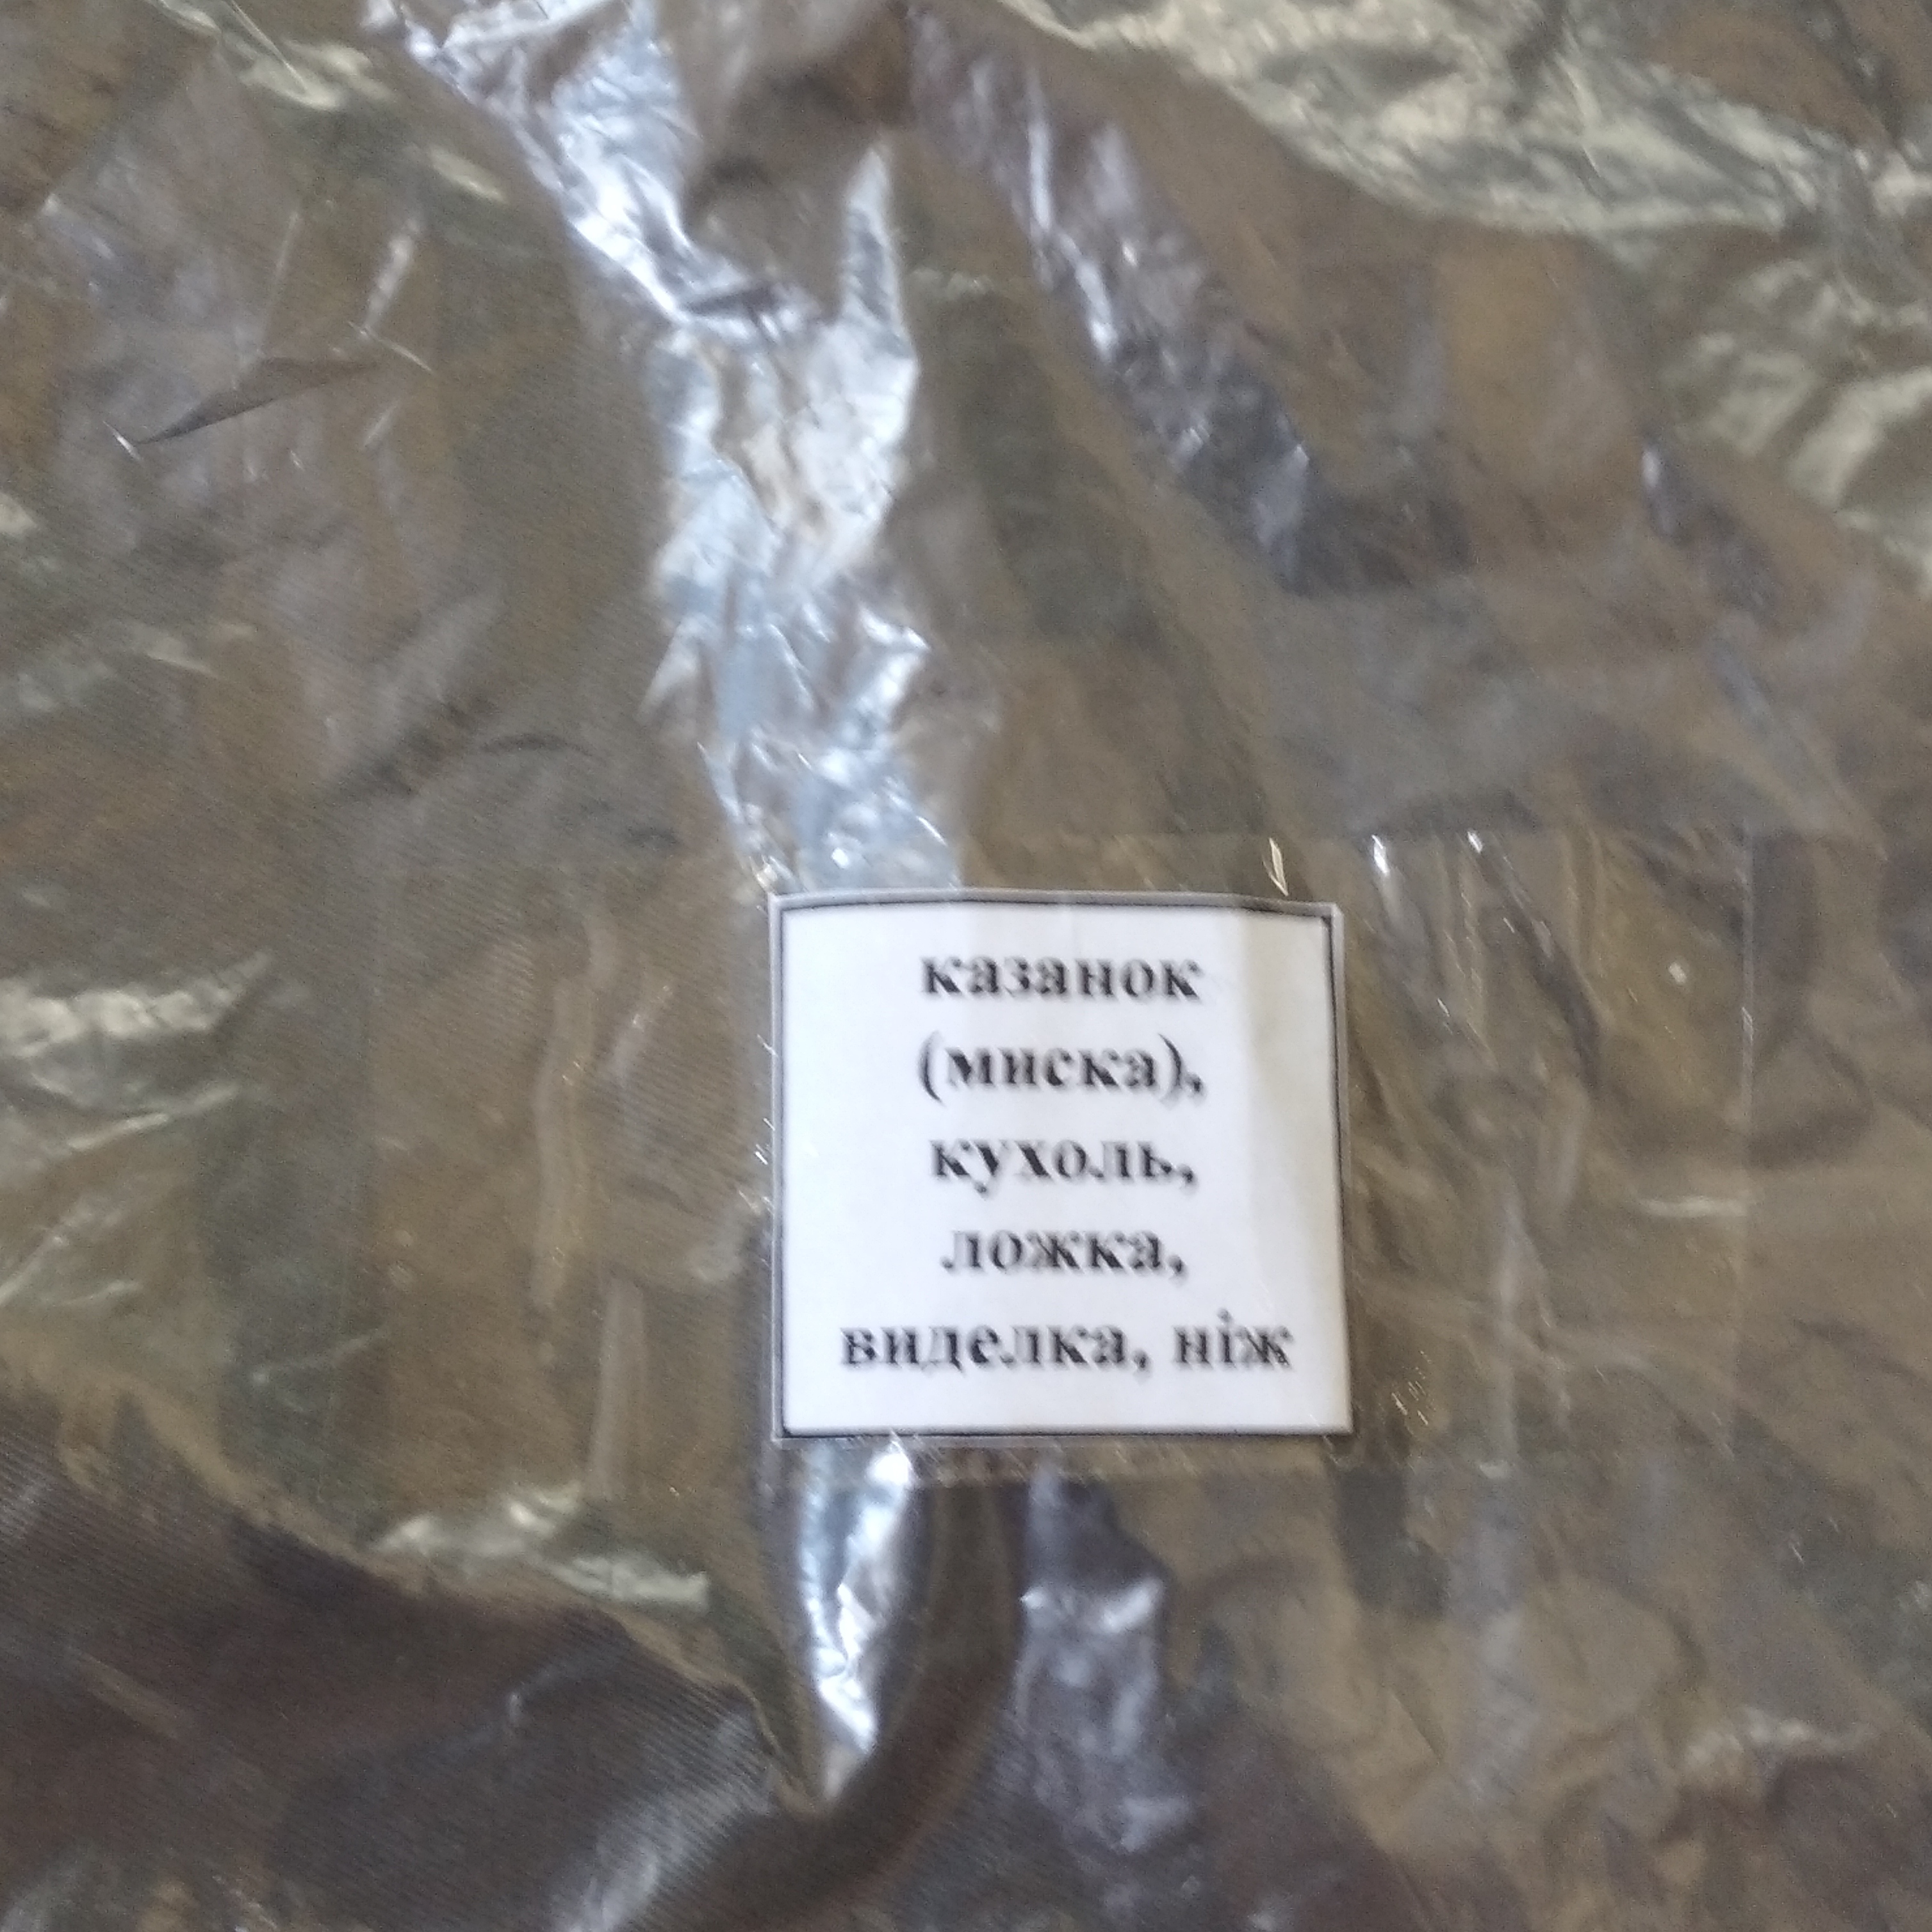 казанок
(миска),
кухоль,
ложка,
виделка, ніж